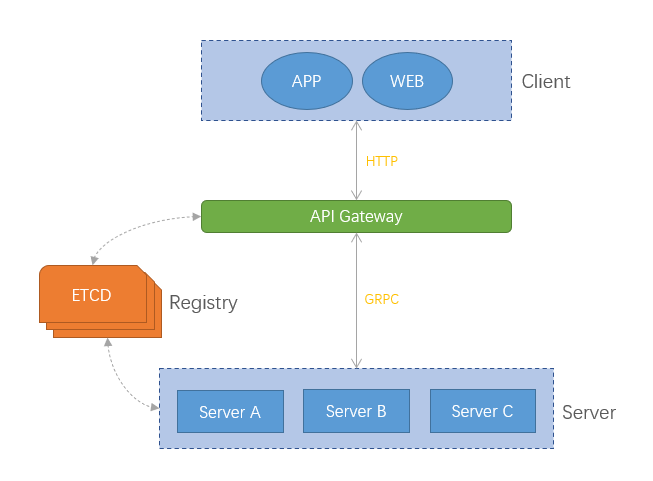 APP
WEB
Client
HTTP
API Gateway
ETCD
Registry
GRPC
Server A
Server B
Server C
Server